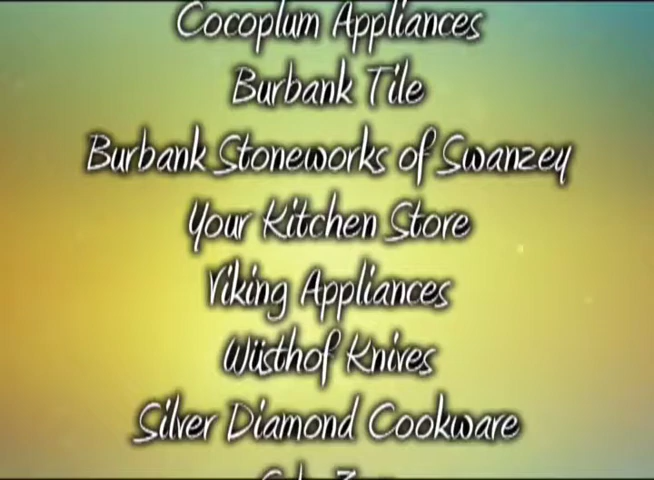 Cocoplum Appliances
Burbank Tile
Burbank Stoneworks of Swanzey
Your Kitchen Store
Viking Appliances
Wüsthof Knives
Silver Diamond Cookware